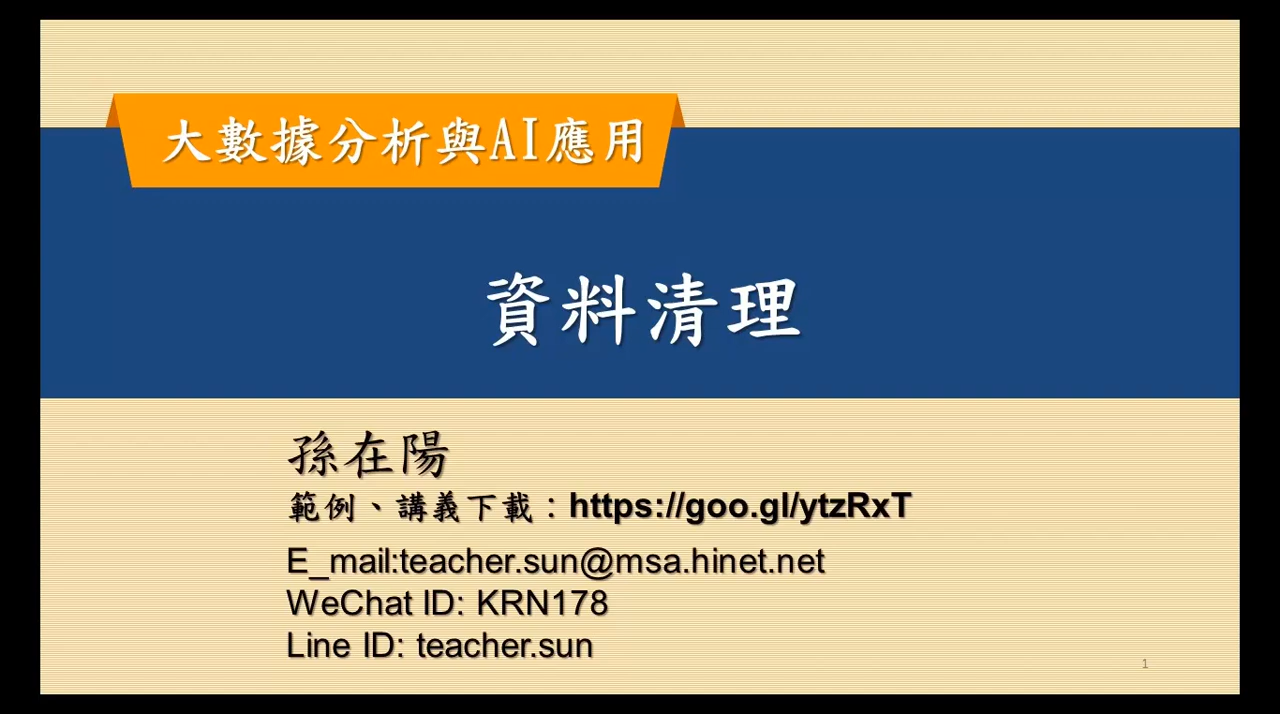 大數據分析與AI應用
資料清理
孫在陽
範例、講義下載：https://goo.gl/ytzRxT
E_mail:teacher.sun@msa.hinet.net
WeChat ID: KRN178
Line ID: teacher.sun
1